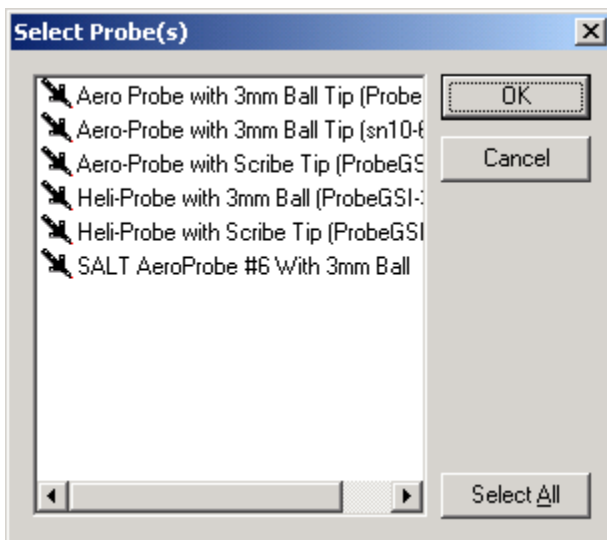 Select Probe(s)
Aero Probe with 3mm Ball Tip (Probe
Aero-Probe with 3mm Ball Tip (sn10-
Aero-Probe with Scribe Tip (ProbeGS
Heli-Probe with 3mm Ball (ProbeGSI-
Heli-Probe with Scribe Tip (ProbeGSI
SALT AeroProbe #6 With 3mm Ball
OK
Cancel
Select All